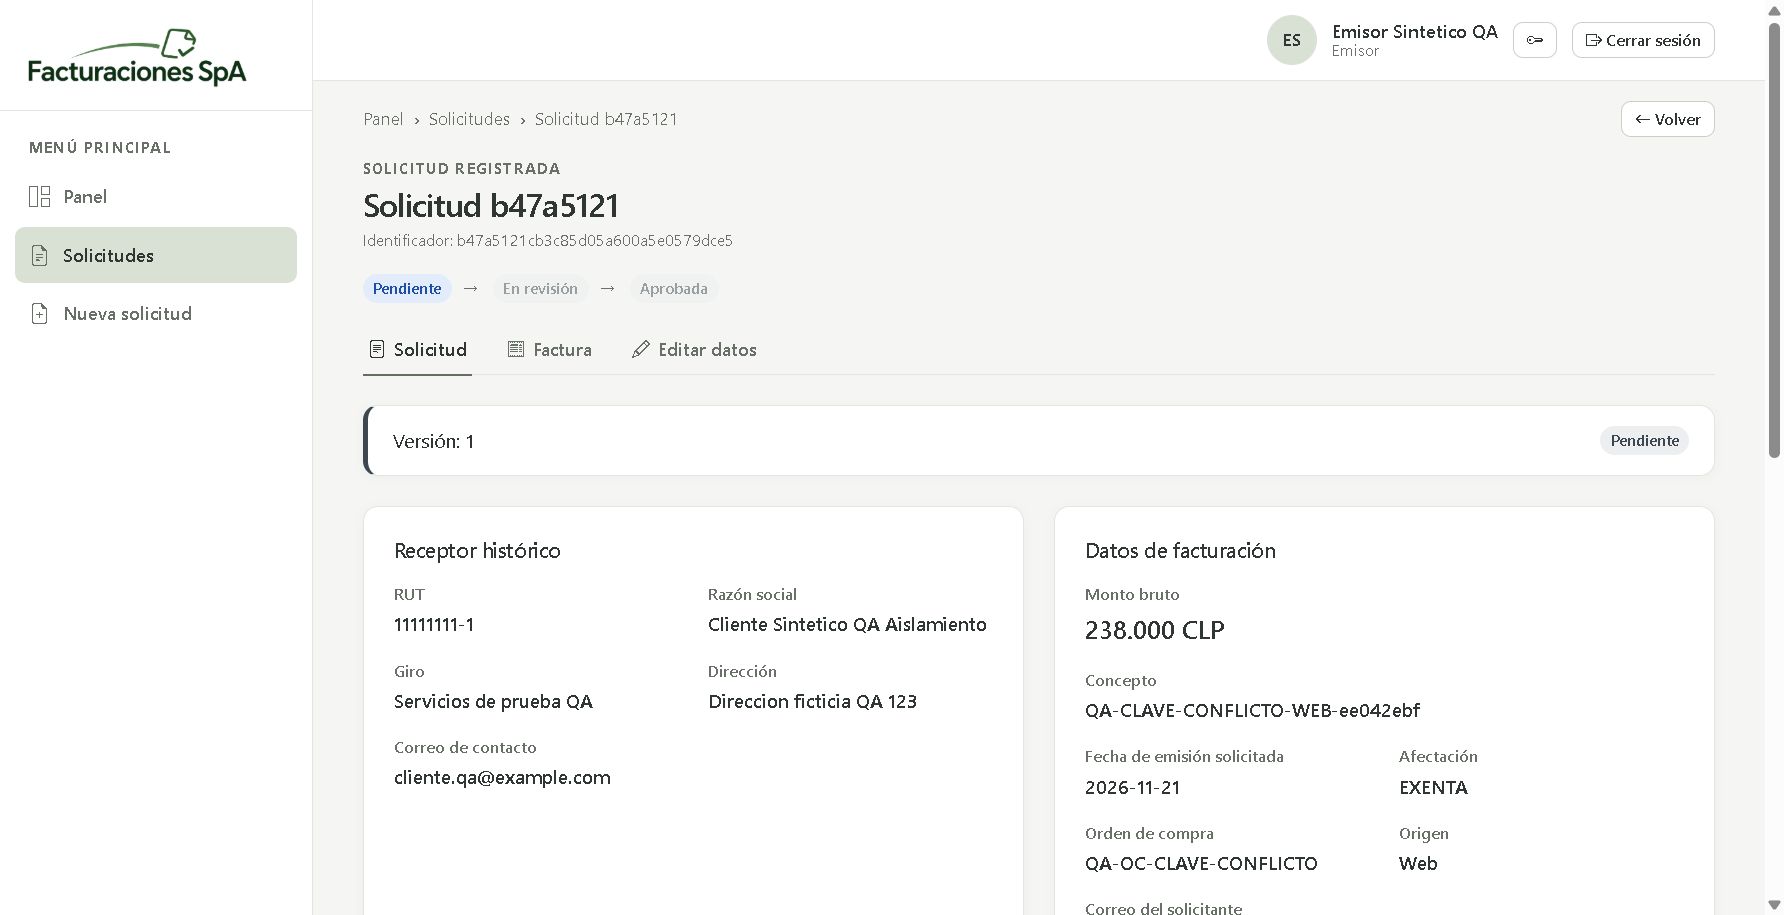 Facturaciones SpA
MENÚ PRINCIPAL
Panel
Solicitudes
Nueva solicitud
ES
Emisor Sintetico QA
Emisor
Cerrar sesión
Panel › Solicitudes › Solicitud b47a5121
← Volver
SOLICITUD REGISTRADA
Solicitud b47a5121
Identificador: b47a5121cb3c85d05a600a5e0579dce5
Pendiente → En revisión → Aprobada
Solicitud
Factura
Editar datos
Versión: 1
Pendiente
Receptor histórico
RUT
11111111-1
Razón social
Cliente Sintetico QA Aislamiento
Giro
Servicios de prueba QA
Dirección
Direccion ficticia QA 123
Correo de contacto
cliente.qa@example.com
Datos de facturación
Monto bruto
238.000 CLP
Concepto
QA-CLAVE-CONFLICTO-WEB-ee042ebf
Fecha de emisión solicitada
2026-11-21
Afectación
EXENTA
Orden de compra
QA-OC-CLAVE-CONFLICTO
Origen
Web
Correo del solicitante